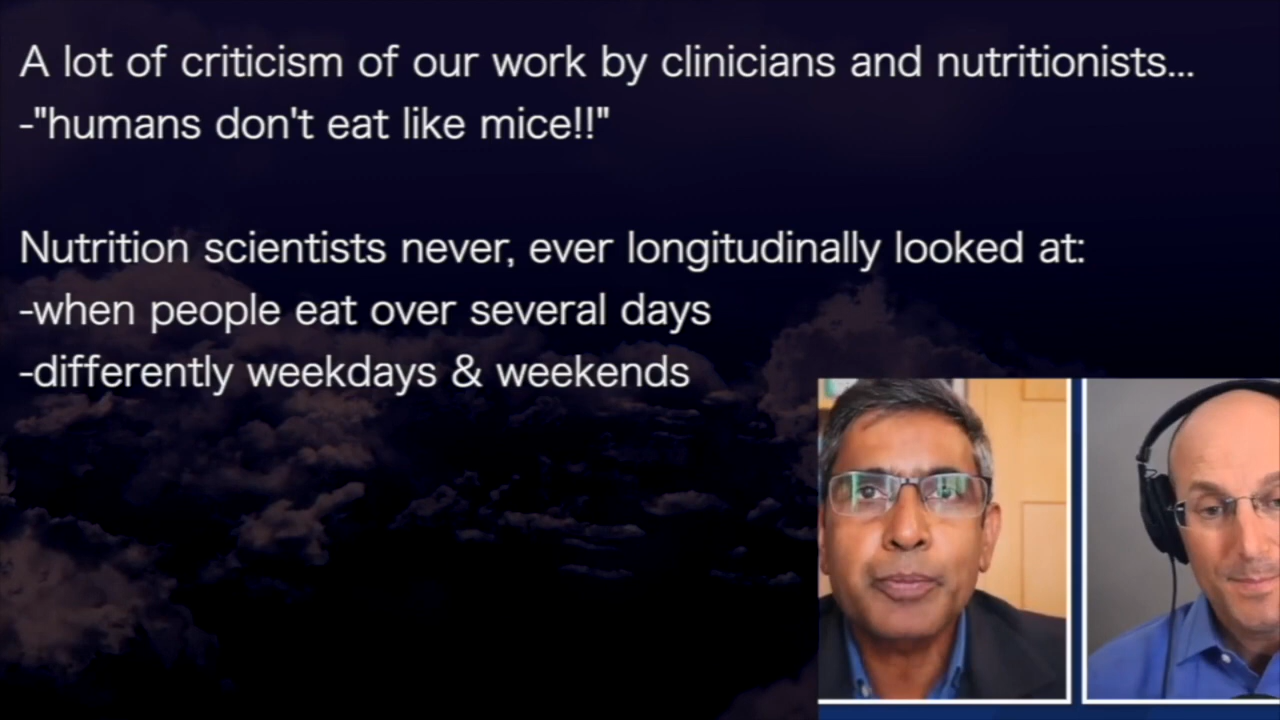 A lot of criticism of our work by clinicians and nutritionists...
-"humans don't eat like mice!!"
Nutrition scientists never, ever longitudinally looked at:
-when people eat over several days
-differently weekdays & weekends